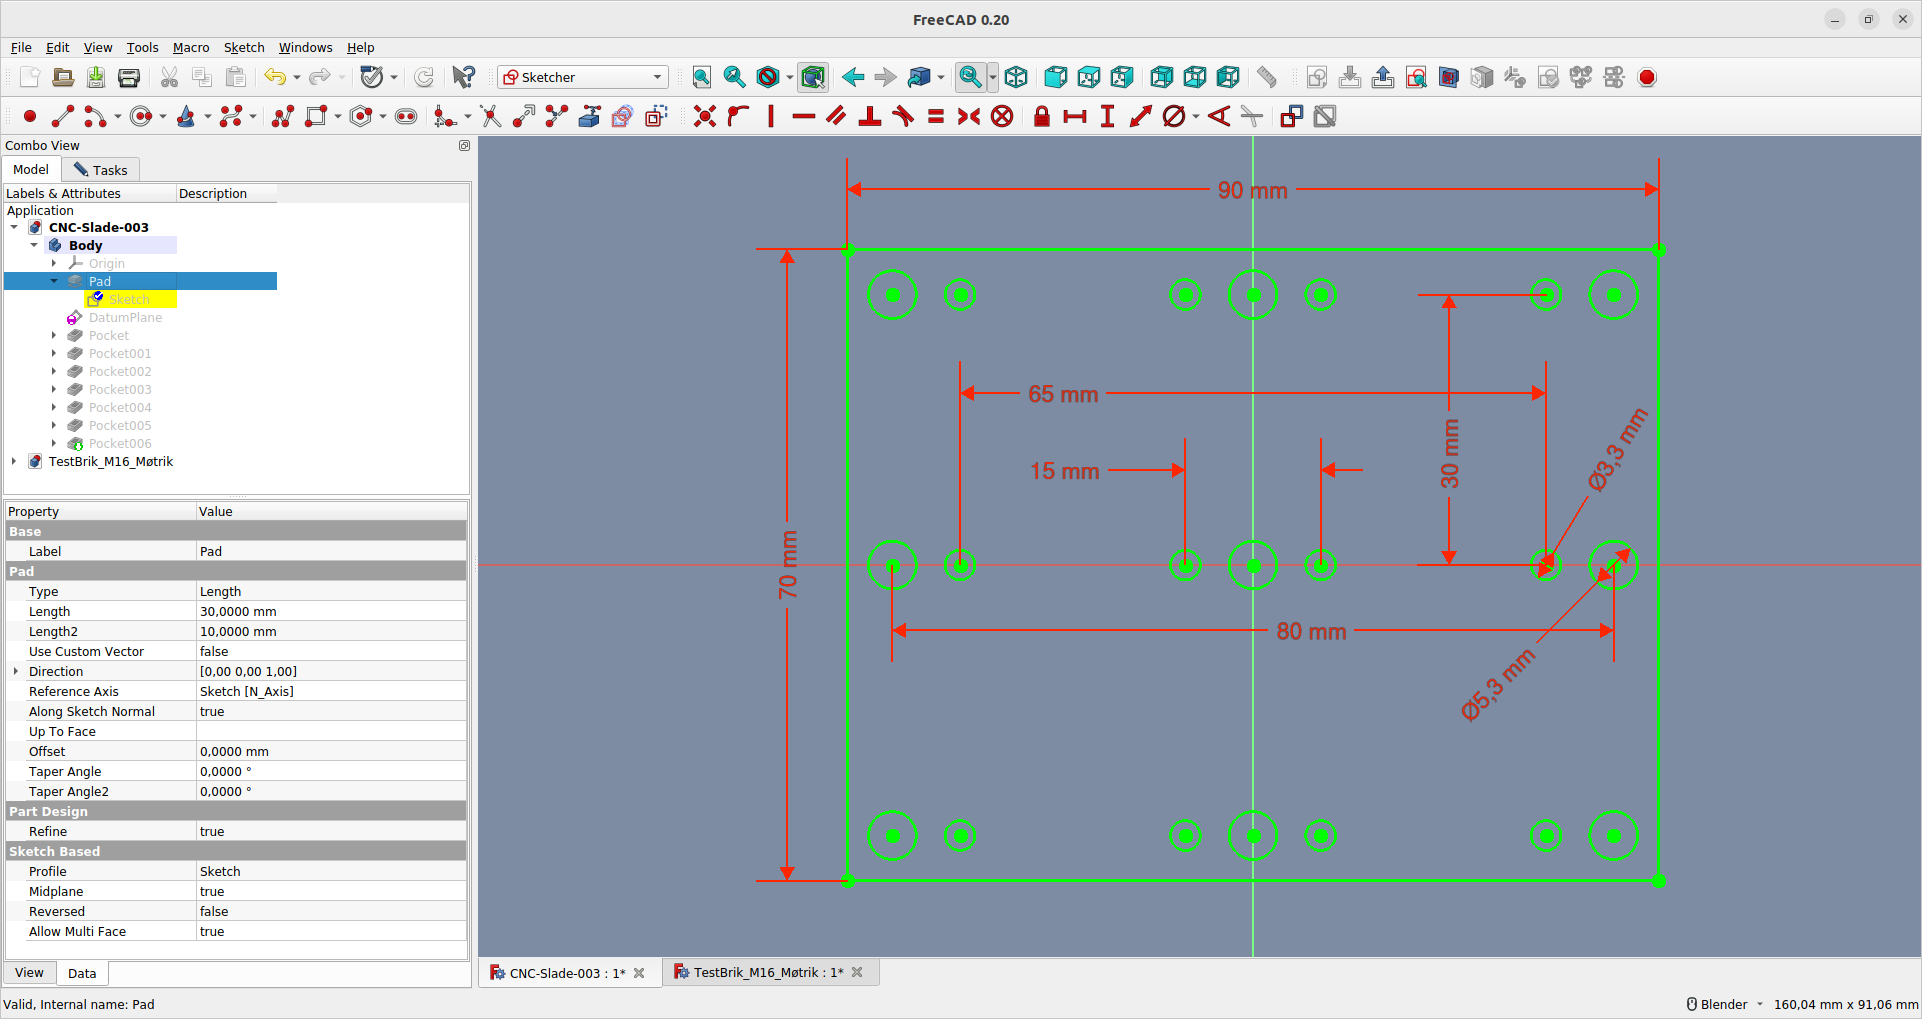 FreeCAD 0.20
File Edit View Tools Macro Sketch Windows Help
Sketcher
Combo View
Model Tasks
Labels & Attributes Description
Application
CNC-Slade-003
Body
Origin
Pad
Sketch
DatumPlane
Pocket
Pocket001
Pocket002
Pocket003
Pocket004
Pocket005
Pocket006
TestBrik_M16_Møtrik
Property Value
Base
Label Pad
Pad
Type Length
Length 30,0000 mm
Length2 10,0000 mm
Use Custom Vector false
Direction [0,00 0,00 1,00]
Reference Axis Sketch [N_Axis]
Along Sketch Normal true
Up To Face
Offset 0,0000 mm
Taper Angle 0,0000 °
Taper Angle2 0,0000 °
Part Design
Refine true
Sketch Based
Profile Sketch
Midplane true
Reversed false
Allow Multi Face true
View Data
90 mm
65 mm
15 mm
30 mm
Ø3,3 mm
70 mm
80 mm
Ø5,3 mm
CNC-Slade-003 : 1* TestBrik_M16_Møtrik : 1*
Valid, Internal name: Pad
Blender 160,04 mm x 91,06 mm